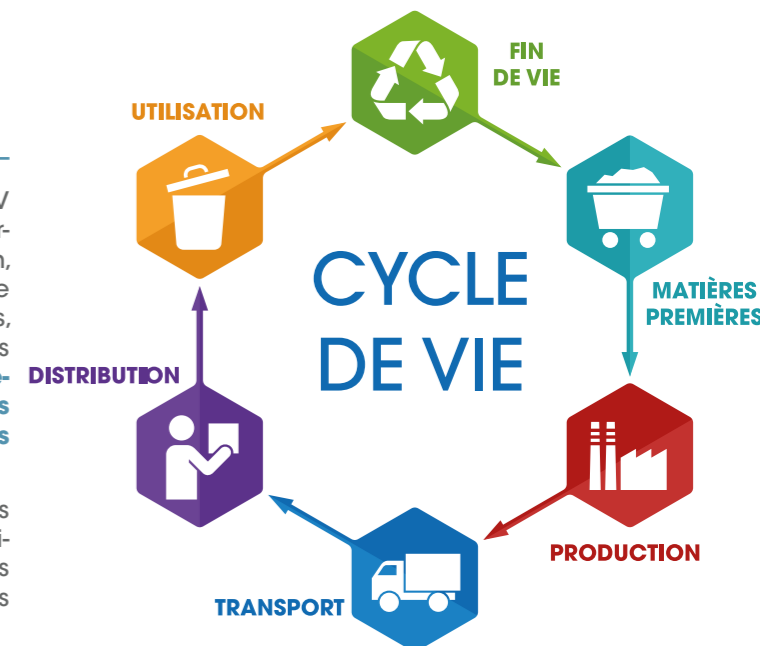 FIN
DE VIE
UTILISATION
CYCLE
DE VIE
MATIÈRES
PREMIÈRES
DISTRIBUTION
PRODUCTION
TRANSPORT